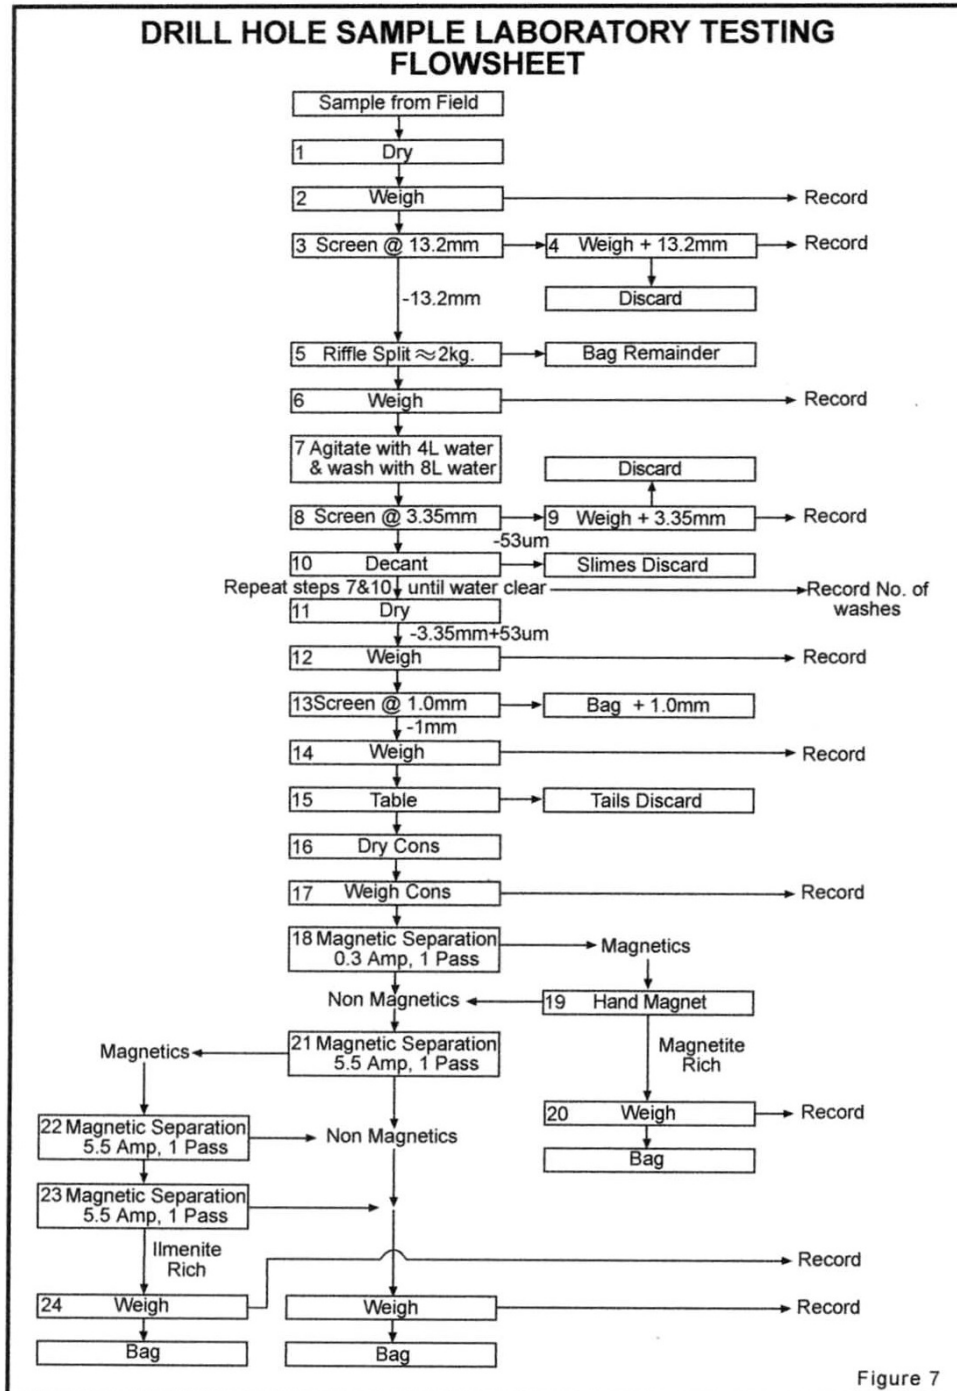 DRILL HOLE SAMPLE LABORATORY TESTING
FLOWSHEET
Sample from Field
1 Dry
2 Weigh
Record
3 Screen @ 13.2mm
4 Weigh + 13.2mm
Record
Discard
-13.2mm
5 Riffle Split ≈2kg.
Bag Remainder
6 Weigh
Record
7 Agitate with 4L water
& wash with 8L water
Discard
8 Screen @ 3.35mm
9 Weigh + 3.35mm
Record
-53um
10 Decant
Slimes Discard
Repeat steps 7&10 until water clear
Record No. of
washes
11 Dry
-3.35mm+53um
12 Weigh
Record
13 Screen @ 1.0mm
Bag + 1.0mm
-1mm
14 Weigh
Record
15 Table
Tails Discard
16 Dry Cons
17 Weigh Cons
Record
18 Magnetic Separation
0.3 Amp, 1 Pass
Magnetics
Non Magnetics
19 Hand Magnet
21 Magnetic Separation
5.5 Amp, 1 Pass
Magnetics
Magnetite
Rich
20 Weigh
Record
Bag
22 Magnetic Separation
5.5 Amp, 1 Pass
Non Magnetics
23 Magnetic Separation
5.5 Amp, 1 Pass
Ilmenite
Rich
Record
24 Weigh
Weigh
Record
Bag
Bag
Figure 7